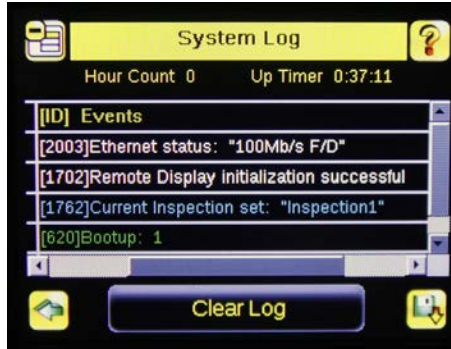 System Log
?
Hour Count 0 Up Timer 0:37:11
[ID] Events
[2003]Ethernet status: "100Mb/s F/D"
[1702]Remote Display initialization successful
[1762]Current Inspection set: "Inspection1"
[620]Bootup: 1
Clear Log